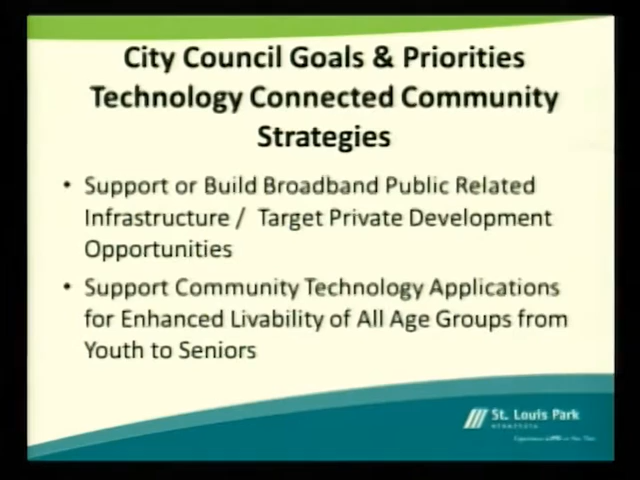 City Council Goals & Priorities
Technology Connected Community
Strategies
• Support or Build Broadband Public Related
Infrastructure / Target Private Development
Opportunities
• Support Community Technology Applications
for Enhanced Livability of All Age Groups from
Youth to Seniors
St. Louis Park
MINNESOTA